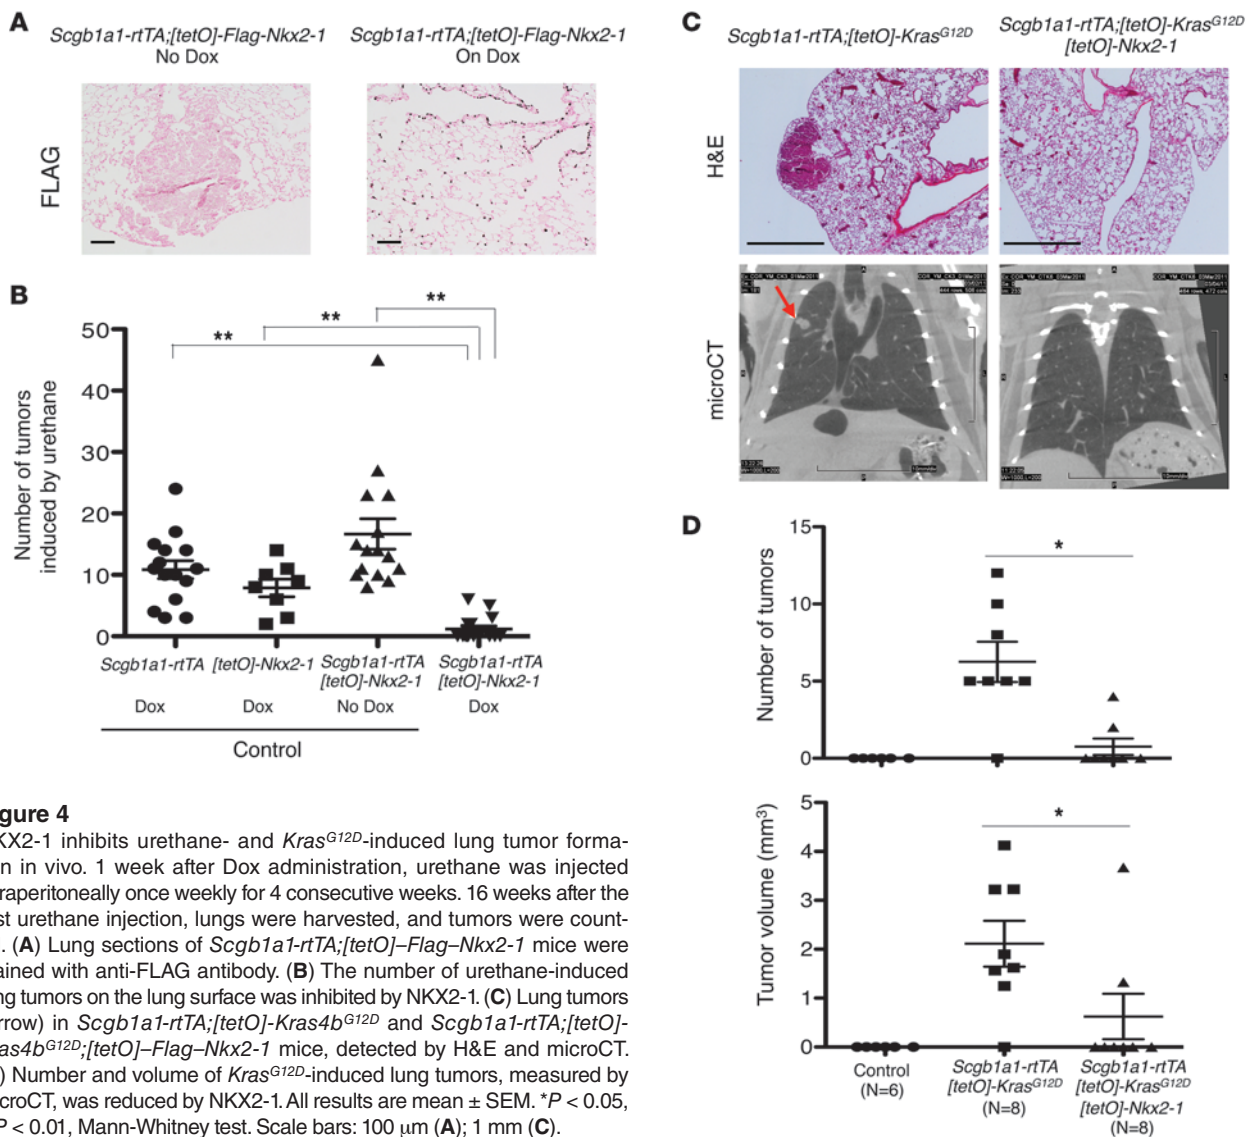 A
Scgb1a1-rtTA;[tetO]-Flag-Nkx2-1
No Dox
Scgb1a1-rtTA;[tetO]-Flag-Nkx2-1
On Dox
FLAG
B
Number of tumors
induced by urethane
50
40
30
20
10
0
**
**
**
Scgb1a1-rtTA
Dox
[tetO]-Nkx2-1
Dox
Scgb1a1-rtTA
[tetO]-Nkx2-1
No Dox
Scgb1a1-rtTA
[tetO]-Nkx2-1
Dox
Control
C
Scgb1a1-rtTA;[tetO]-KrasG12D
Scgb1a1-rtTA;[tetO]-KrasG12D
[tetO]-Nkx2-1
H&E
microCT
D
Number of tumors
15
10
5
0
*
Tumor volume (mm3)
5
4
3
2
1
0
*
Control
(N=6)
Scgb1a1-rtTA
[tetO]-KrasG12D
(N=8)
Scgb1a1-rtTA
[tetO]-KrasG12D
[tetO]-Nkx2-1
(N=8)
gure 4
KX2-1 inhibits urethane- and KrasG12D-induced lung tumor forma-
n in vivo. 1 week after Dox administration, urethane was injected
raperitoneally once weekly for 4 consecutive weeks. 16 weeks after the
st urethane injection, lungs were harvested, and tumors were count-
. (A) Lung sections of Scgb1a1-rtTA;[tetO]–Flag–Nkx2-1 mice were
ained with anti-FLAG antibody. (B) The number of urethane-induced
ng tumors on the lung surface was inhibited by NKX2-1. (C) Lung tumors
rrow) in Scgb1a1-rtTA;[tetO]-Kras4bG12D and Scgb1a1-rtTA;[tetO]-
as4bG12D;[tetO]–Flag–Nkx2-1 mice, detected by H&E and microCT.
) Number and volume of KrasG12D-induced lung tumors, measured by
croCT, was reduced by NKX2-1. All results are mean ± SEM. *P < 0.05,
P < 0.01, Mann-Whitney test. Scale bars: 100 μm (A); 1 mm (C).